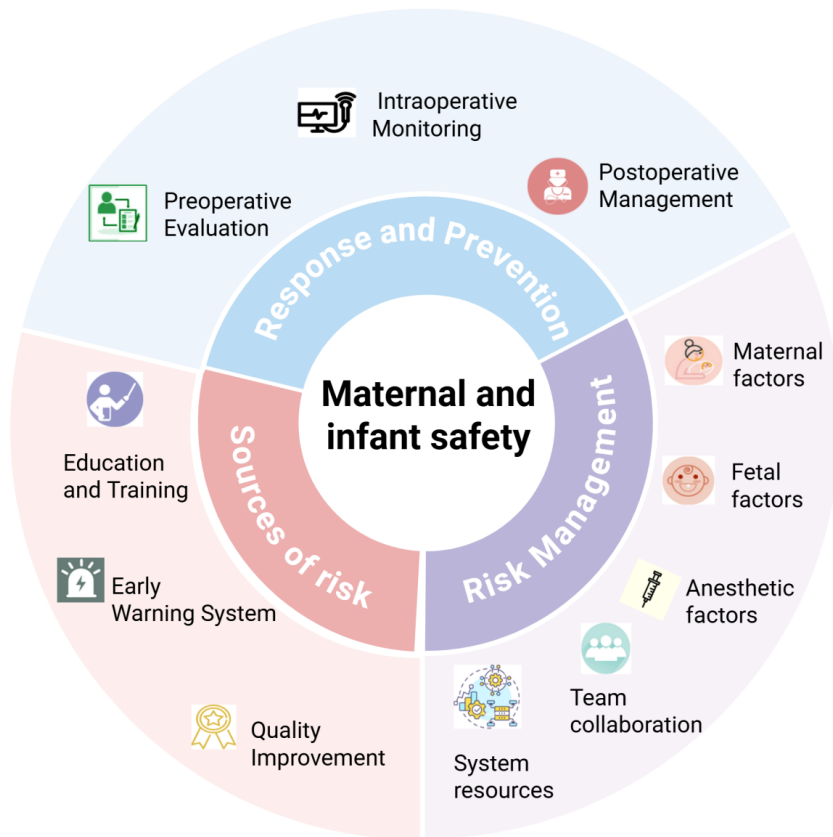 Intraoperative
Monitoring
Postoperative
Management
Preoperative
Evaluation
Response and Prevention
Maternal and
infant safety
Maternal
factors
Fetal
factors
Anesthetic
factors
Team
collaboration
System
resources
Risk Management
Sources of risk
Education
and Training
Early
Warning System
Quality
Improvement